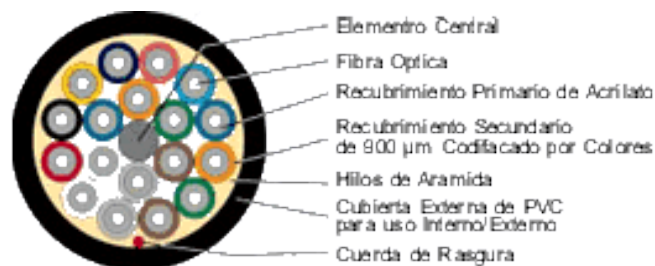 Elementro Central
Fibra Optica
Recubrimiento Primario de Acrilato
Recubrimiento Secundario
de 900 µm Codifacado por Colores
Hilos de Aramida
Cubierta Externa de PVC
para uso Interno/Externo
Cuerda de Rasgura